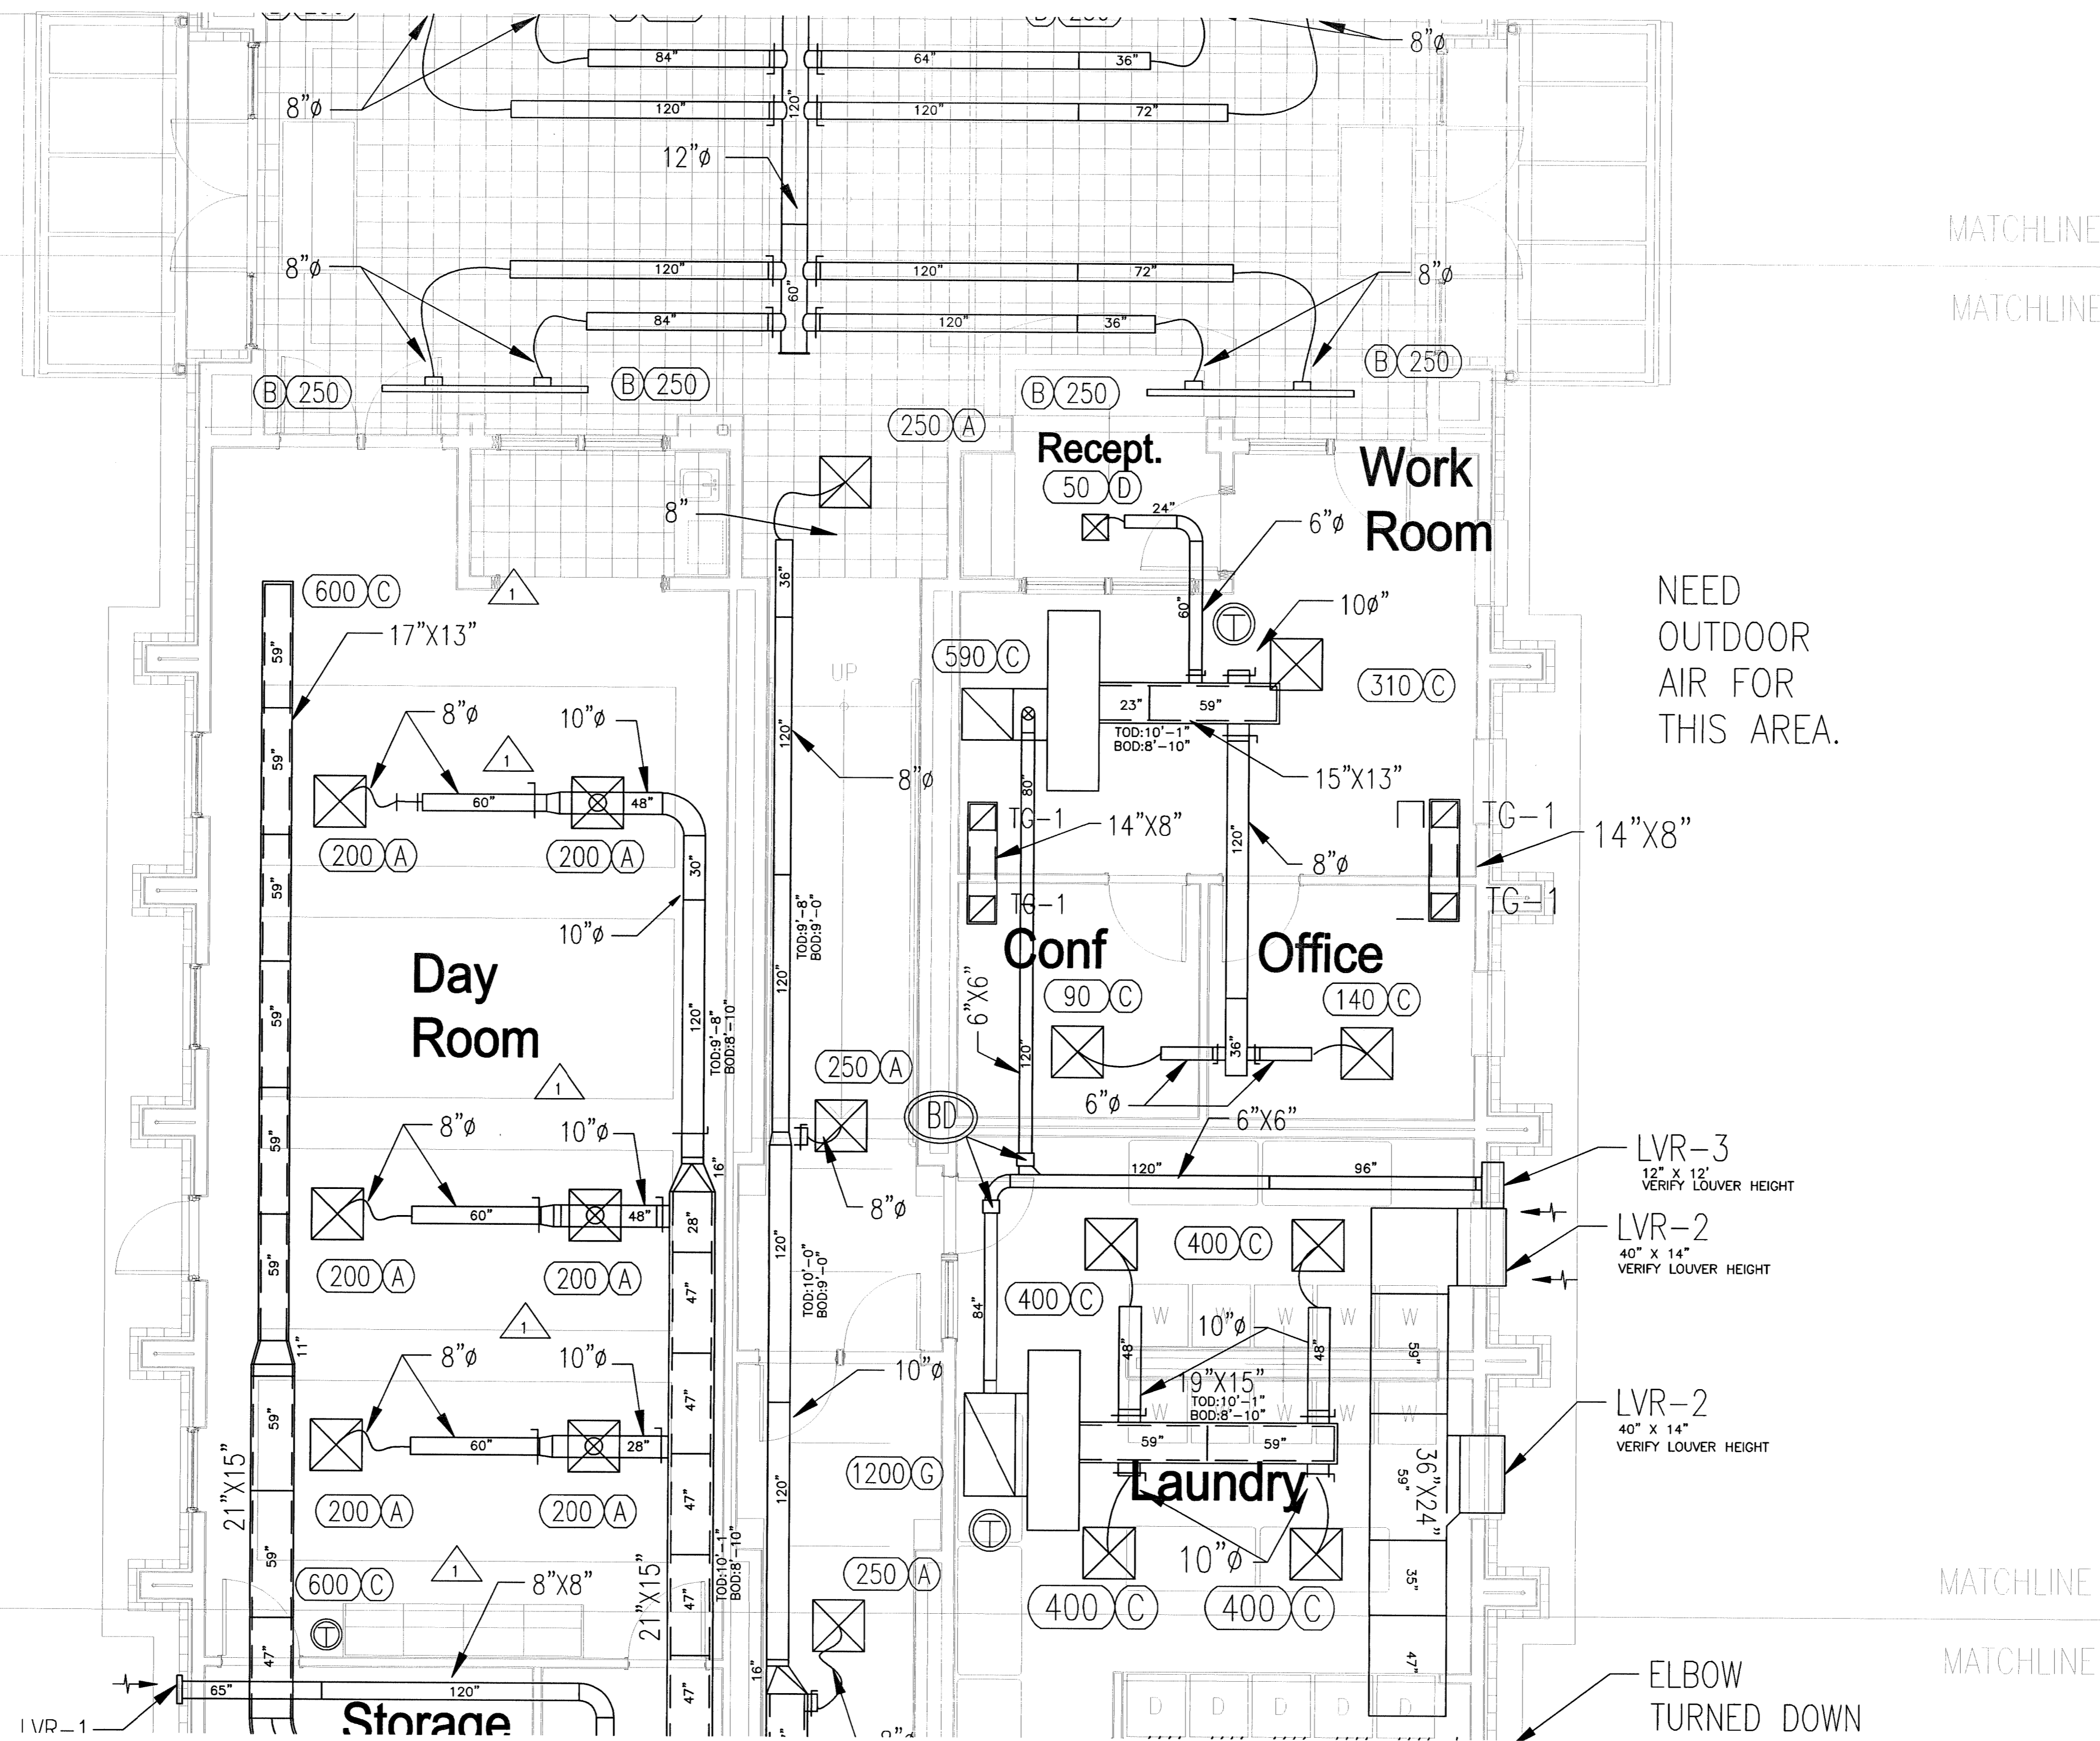 84"
64"
36"
8"ø
8"ø
120"
120"
120"
72"
12"ø
MATCHLINE
8"ø
120"
120"
72"
8"ø
60"
MATCHLINE
84"
120"
36"
B 250
B 250
B 250
B 250
250 A
Recept.
50 D
Work
Room
8"
24"
6"ø
36"
60"
10ø"
NEED
OUTDOOR
AIR FOR
THIS AREA.
600 C
1
17"X13"
59"
UP
590 C
310 C
8"ø
10"ø
23"
59"
TOD:10'-1"
BOD:8'-10"
120"
59"
1
8"ø
15"X13"
80"
60"
48"
TG-1
14"X8"
TG-1
14"X8"
200 A
200 A
30"
120"
8"ø
59"
TG-1
TG-1
10"ø
TOD:9'-8"
BOD:9'-0"
Day
Room
Conf
Office
90 C
140 C
9"X6"
120"
59"
120"
TOD:9'-8"
BOD:8'-10"
120"
36"
250 A
1
6"ø
BD
6"X6"
8"ø
10"ø
59"
16"
120"
96"
LVR-3
12" X 12'
VERIFY LOUVER HEIGHT
60"
48"
28"
8"ø
LVR-2
40" X 14"
VERIFY LOUVER HEIGHT
200 A
200 A
400 C
59"
120"
TOD:10'-0"
BOD:9'-0"
47"
400 C
84"
1
W
W
W
W
W
10"ø
48"
48"
11"
8"ø
10"ø
10"ø
59"
19"X15"
TOD:10'-1"
BOD:8'-10"
W
W
W
W
W
LVR-2
40" X 14"
VERIFY LOUVER HEIGHT
59"
47"
60"
28"
59"
59"
21"X15"
1200 G
Laundry
59"
36"X24"
120"
47"
200 A
200 A
10"ø
59"
TOD:10'-1"
BOD:8'-10"
1
600 C
8"X8"
21"X15"
47"
250 A
400 C
400 C
35"
MATCHLINE
47"
16"
47"
MATCHLINE
65"
120"
47"
ELBOW
TURNED DOWN
D
D
D
D
D
LVR-1
Storage
8"ø